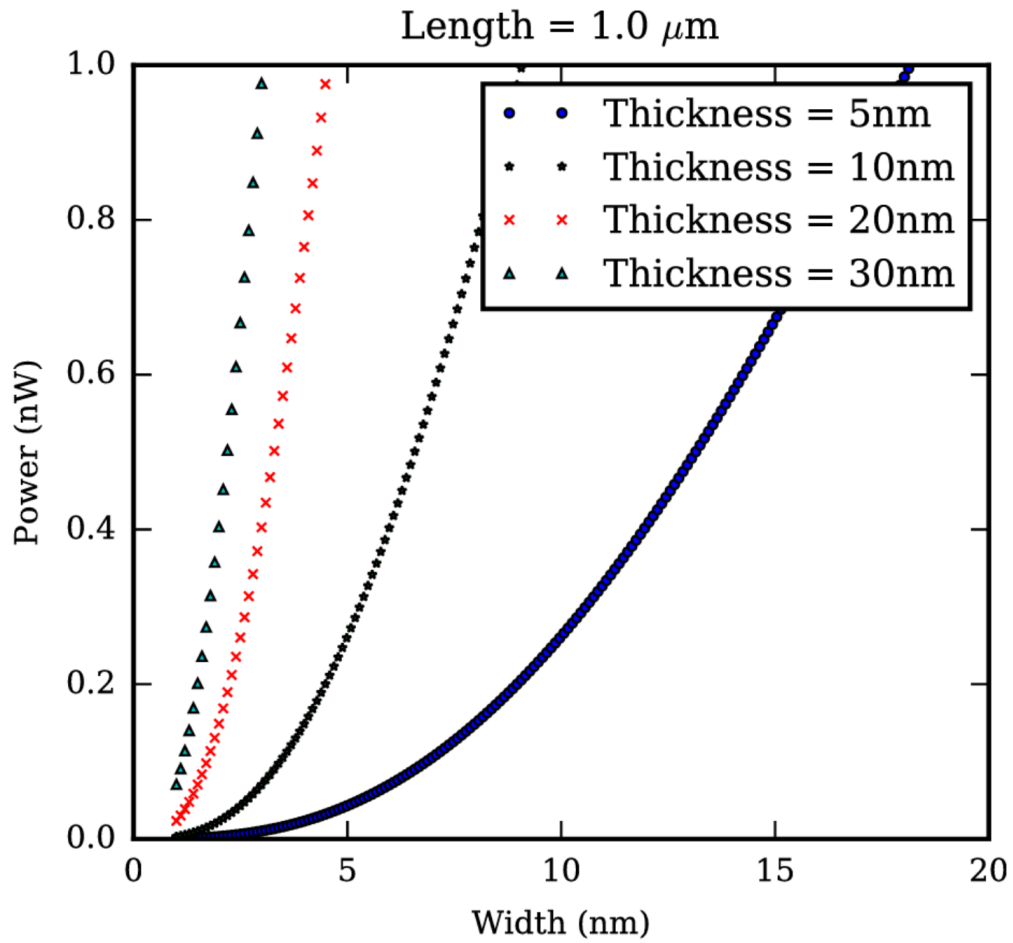 Length = 1.0 μm
1.0
0.8
0.6
0.4
0.2
0.0
Power (nW)
Thickness = 5nm
Thickness = 10nm
Thickness = 20nm
Thickness = 30nm
0 5 10 15 20
Width (nm)